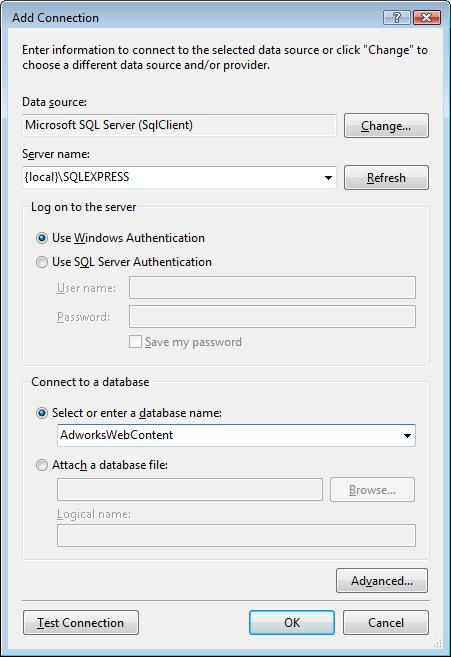 Add Connection
Enter information to connect to the selected data source or click "Change" to
choose a different data source and/or provider.
Data source:
Microsoft SQL Server (SqlClient)
Change...
Server name:
{local}\SQLEXPRESS
Refresh
Log on to the server
Use Windows Authentication
Use SQL Server Authentication
User name:
Password:
Save my password
Connect to a database
Select or enter a database name:
AdworksWebContent
Attach a database file:
Browse...
Logical name:
Advanced...
Test Connection
OK
Cancel